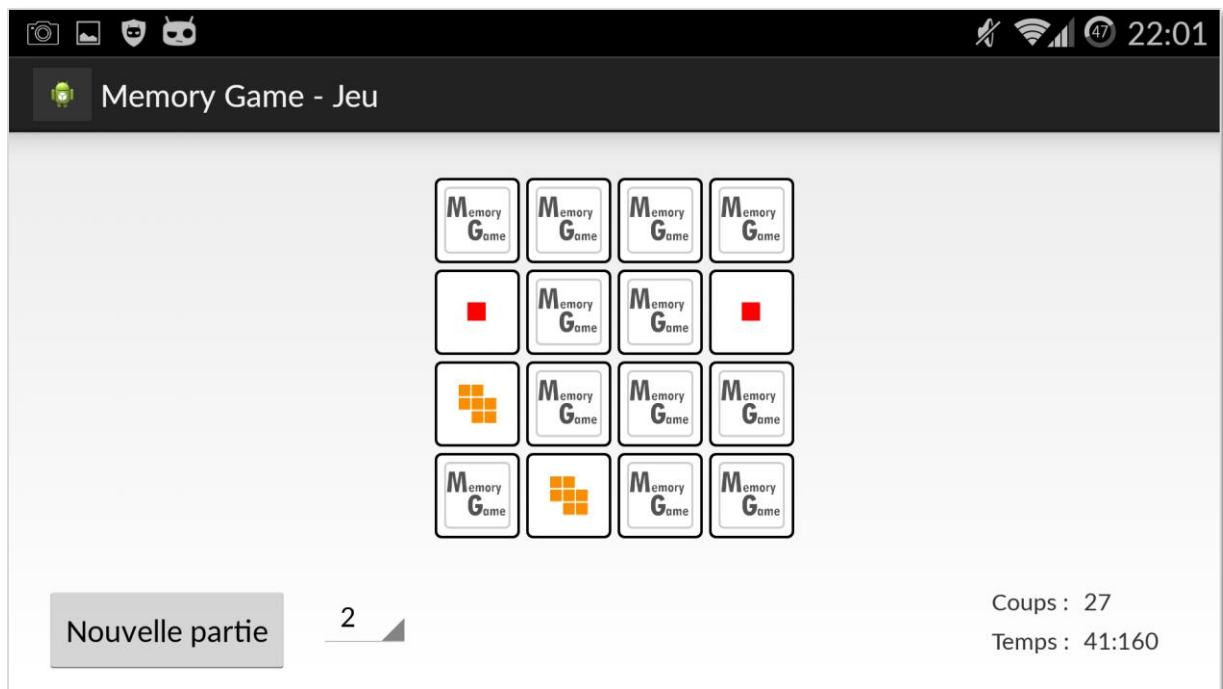 47 22:01
Memory Game - Jeu
Memory Game Memory Game Memory Game Memory Game
Memory Game Memory Game
Memory Game Memory Game Memory Game
Memory Game Memory Game Memory Game
Nouvelle partie 2
Coups : 27
Temps : 41:160